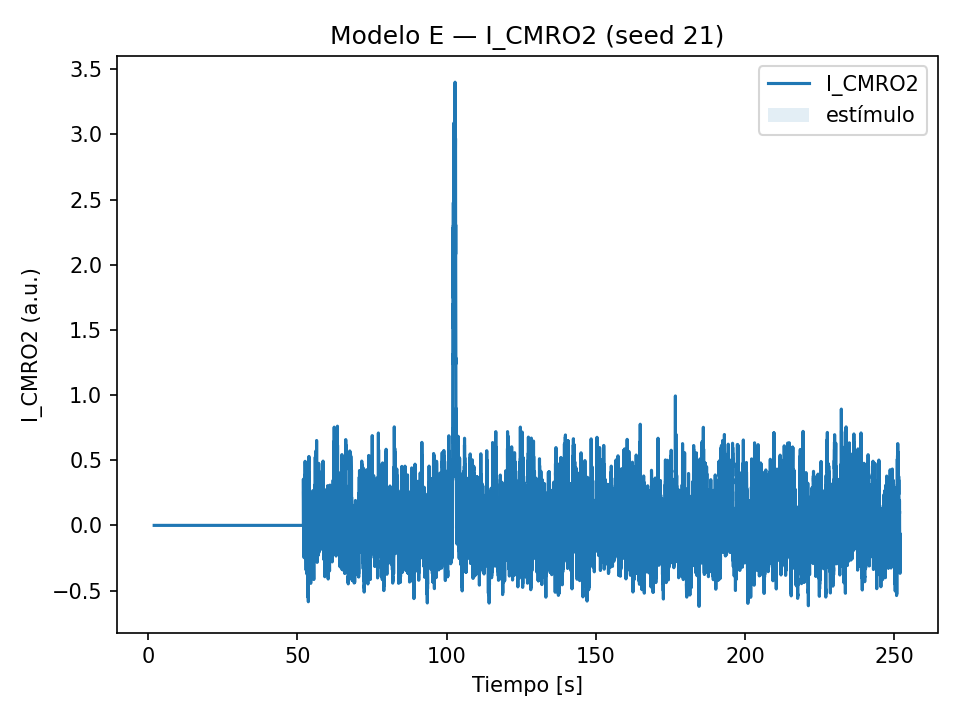 Modelo E — I_CMRO2 (seed 21)
I_CMRO2
estímulo
3.5
3.0
2.5
2.0
1.5
1.0
0.5
0.0
−0.5
I_CMRO2 (a.u.)
0 50 100 150 200 250
Tiempo [s]